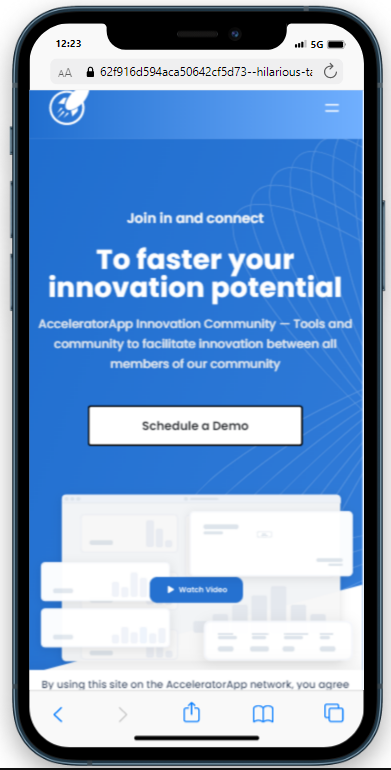 12:23
5G
AA
62f916d594aca50642cf5d73--hilarious-ta
Join in and connect
To faster your
innovation potential
AcceleratorApp Innovation Community — Tools and
community to facilitate innovation between all
members of our community
Schedule a Demo
Watch Video
By using this site on the AcceleratorApp network, you agree